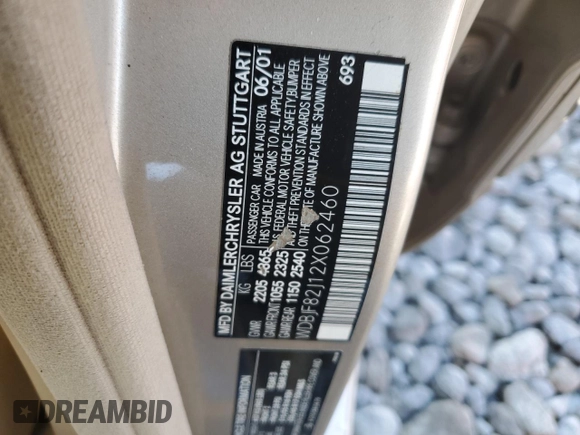 MFD BY DAIMLERCHRYSLER AG STUTTGART
KG LBS PASSENGER CAR MADE IN AUSTRIA 06/01
GVWR 2205 4865 THIS VEHICLE CONFORMS TO ALL APPLICABLE
GAWR FRONT 1055 2325 U.S. FEDERAL MOTOR VEHICLE SAFETY, BUMPER
GAWR REAR 1150 2540 AND THEFT PREVENTION STANDARDS IN EFFECT
ON THE DATE OF MANUFACTURE SHOWN ABOVE
WDBJF82J12X062460
693
DREAMBID